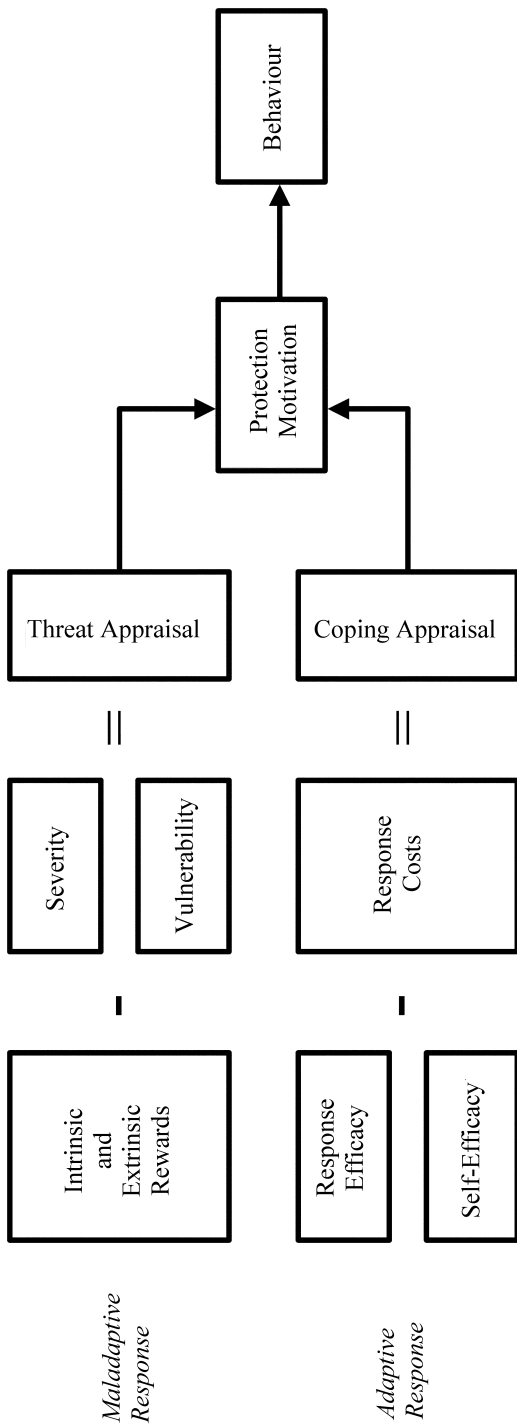 Maladaptive
Response
Intrinsic
and
Extrinsic
Rewards
Severity
Vulnerability
Threat Appraisal
Adaptive
Response
Response
Efficacy
Self-Efficacy
Response
Costs
Coping Appraisal
Protection
Motivation
Behaviour